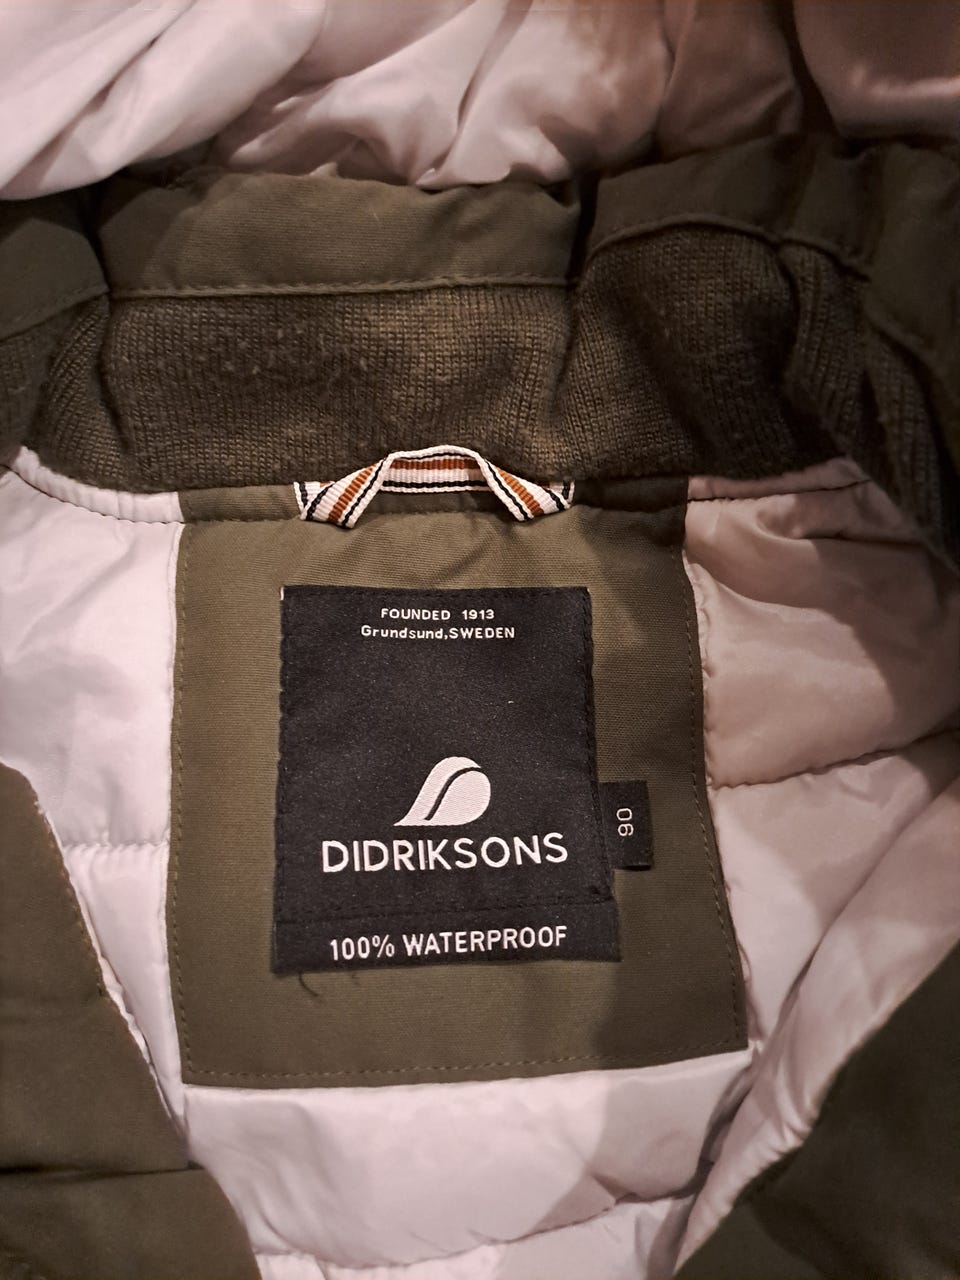 FOUNDED 1913
Grundsund,SWEDEN
DIDRIKSONS
90
100% WATERPROOF